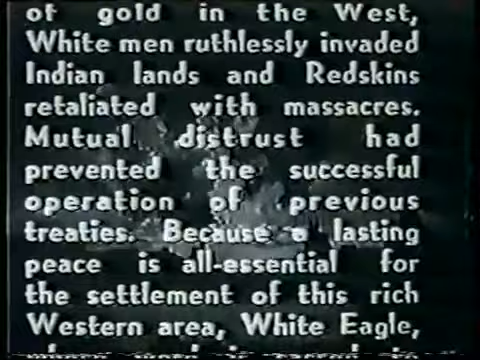 of gold in the West,
White men ruthlessly invaded
Indian lands and Redskins
retaliated with massacres.
Mutual distrust had
prevented the successful
operation of previous
treaties. Because a lasting
peace is all-essential for
the settlement of this rich
Western area, White Eagle,